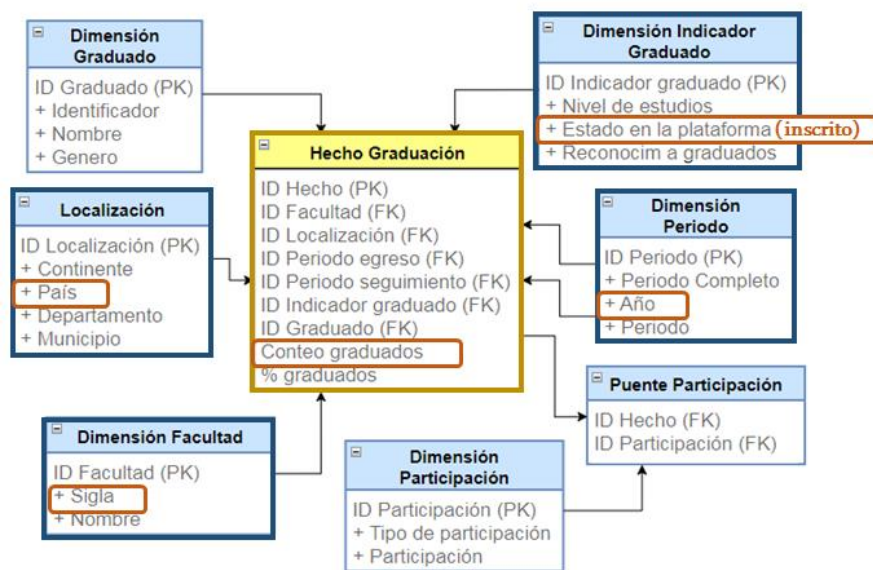 Dimensión
Graduado
ID Graduado (PK)
+ Identificador
+ Nombre
+ Genero
Dimensión Indicador
Graduado
ID Indicador graduado (PK)
+ Nivel de estudios
+ Estado en la plataforma (inscrito)
+ Reconocim a graduados
Hecho Graduación
ID Hecho (PK)
ID Facultad (FK)
ID Localización (FK)
ID Periodo egreso (FK)
ID Periodo seguimiento (FK)
ID Indicador graduado (FK)
ID Graduado (FK)
Conteo graduados
% graduados
Localización
ID Localización (PK)
+ Continente
+ País
+ Departamento
+ Municipio
Dimensión
Periodo
ID Periodo (PK)
+ Periodo Completo
+ Año
+ Periodo
Puente Participación
ID Hecho (FK)
ID Participación (FK)
Dimensión Facultad
ID Facultad (PK)
+ Sigla
+ Nombre
Dimensión
Participación
ID Participación (PK)
+ Tipo de participación
+ Participación